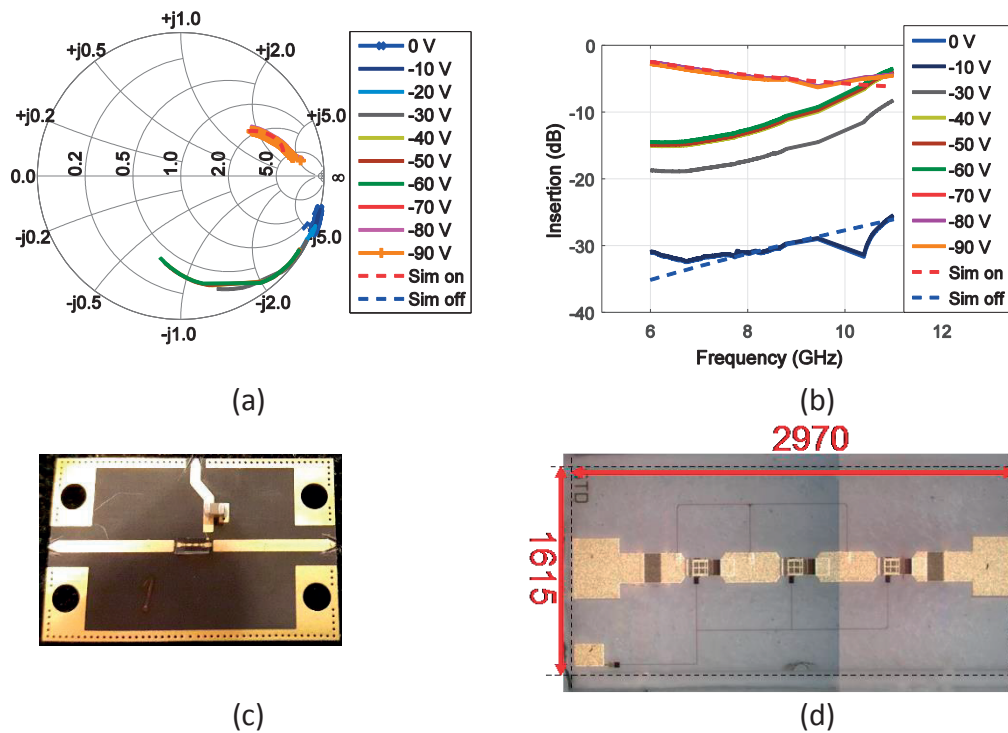 +j1.0
+j0.5
+j2.0
+j0.2
+j5.0
0.0
0.2
0.5
1.0
2.0
5.0
∞
-j0.2
-j5.0
-j0.5
-j2.0
-j1.0
0 V
-10 V
-20 V
-30 V
-40 V
-50 V
-60 V
-70 V
-80 V
-90 V
Sim on
Sim off
(a)
Insertion (dB)
0
-10
-20
-30
-40
6
8
10
12
Frequency (GHz)
0 V
-10 V
-30 V
-40 V
-50 V
-60 V
-70 V
-80 V
-90 V
Sim on
Sim off
(b)
(c)
2970
1615
(d)